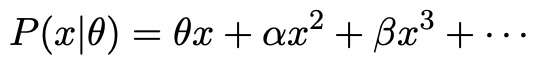 P(x|θ) = θx + αx² + βx³ + ⋯